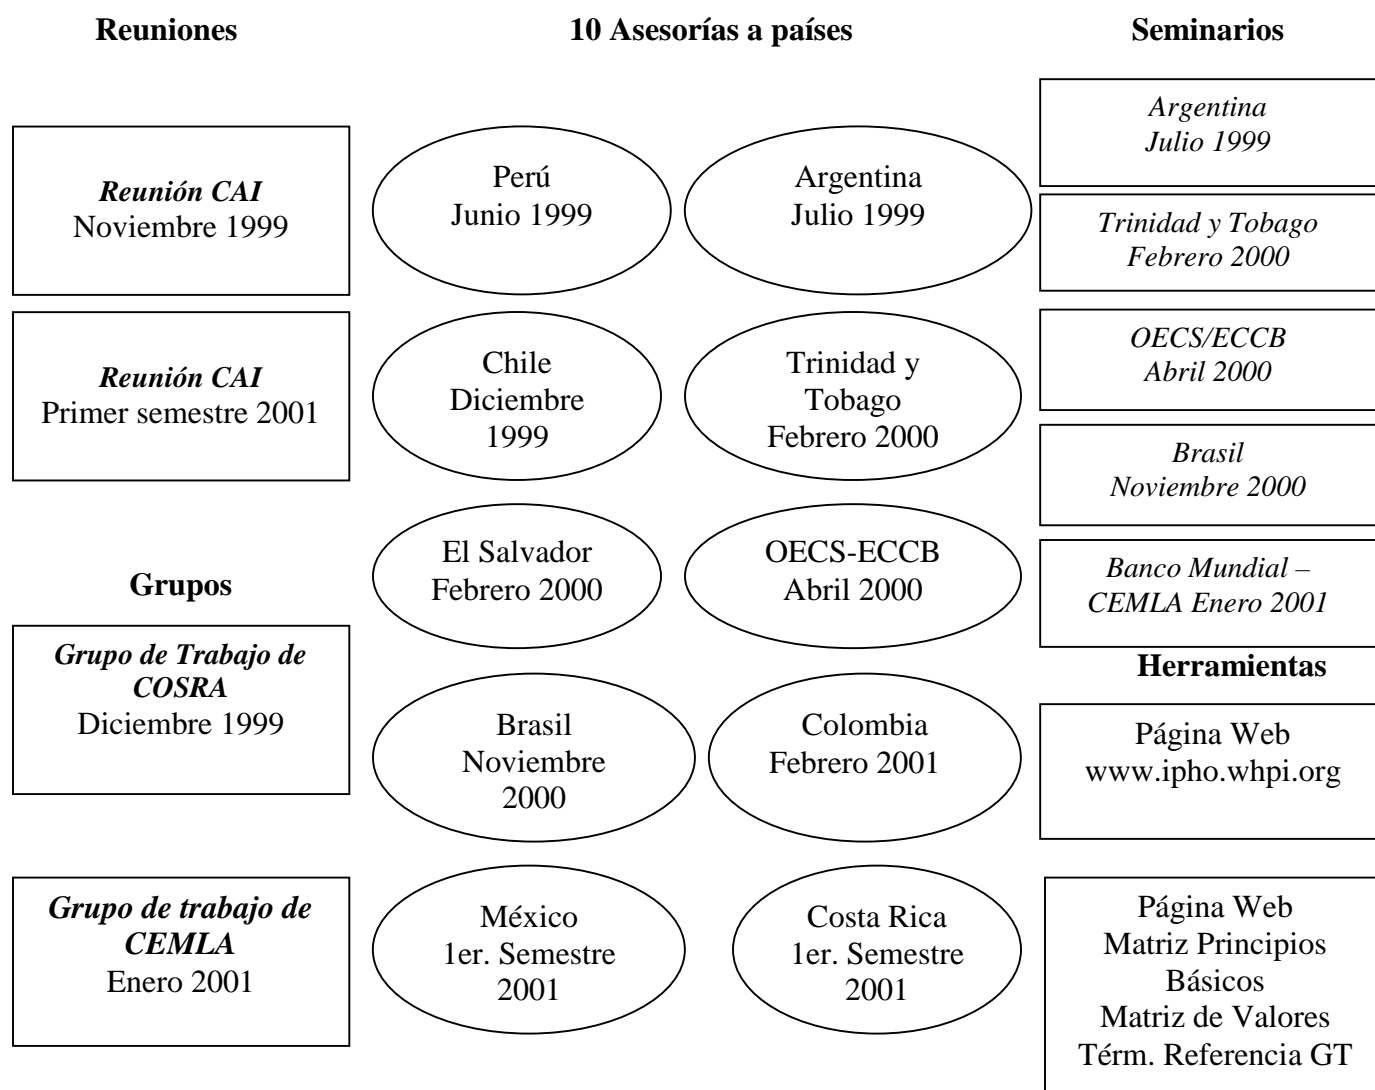 Reuniones
Reunión CAI
Noviembre 1999
Reunión CAI
Primer semestre 2001
Grupos
Grupo de Trabajo de
COSRA
Diciembre 1999
Grupo de trabajo de
CEMLA
Enero 2001
10 Asesorías a países
Perú
Junio 1999
Argentina
Julio 1999
Chile
Diciembre
1999
Trinidad y
Tobago
Febrero 2000
El Salvador
Febrero 2000
OECS-ECCB
Abril 2000
Brasil
Noviembre
2000
Colombia
Febrero 2001
México
1er. Semestre
2001
Costa Rica
1er. Semestre
2001
Seminarios
Argentina
Julio 1999
Trinidad y Tobago
Febrero 2000
OECS/ECCB
Abril 2000
Brasil
Noviembre 2000
Banco Mundial –
CEMLA Enero 2001
Herramientas
Página Web
www.ipho.whpi.org
Página Web
Matriz Principios
Básicos
Matriz de Valores
Térm. Referencia GT